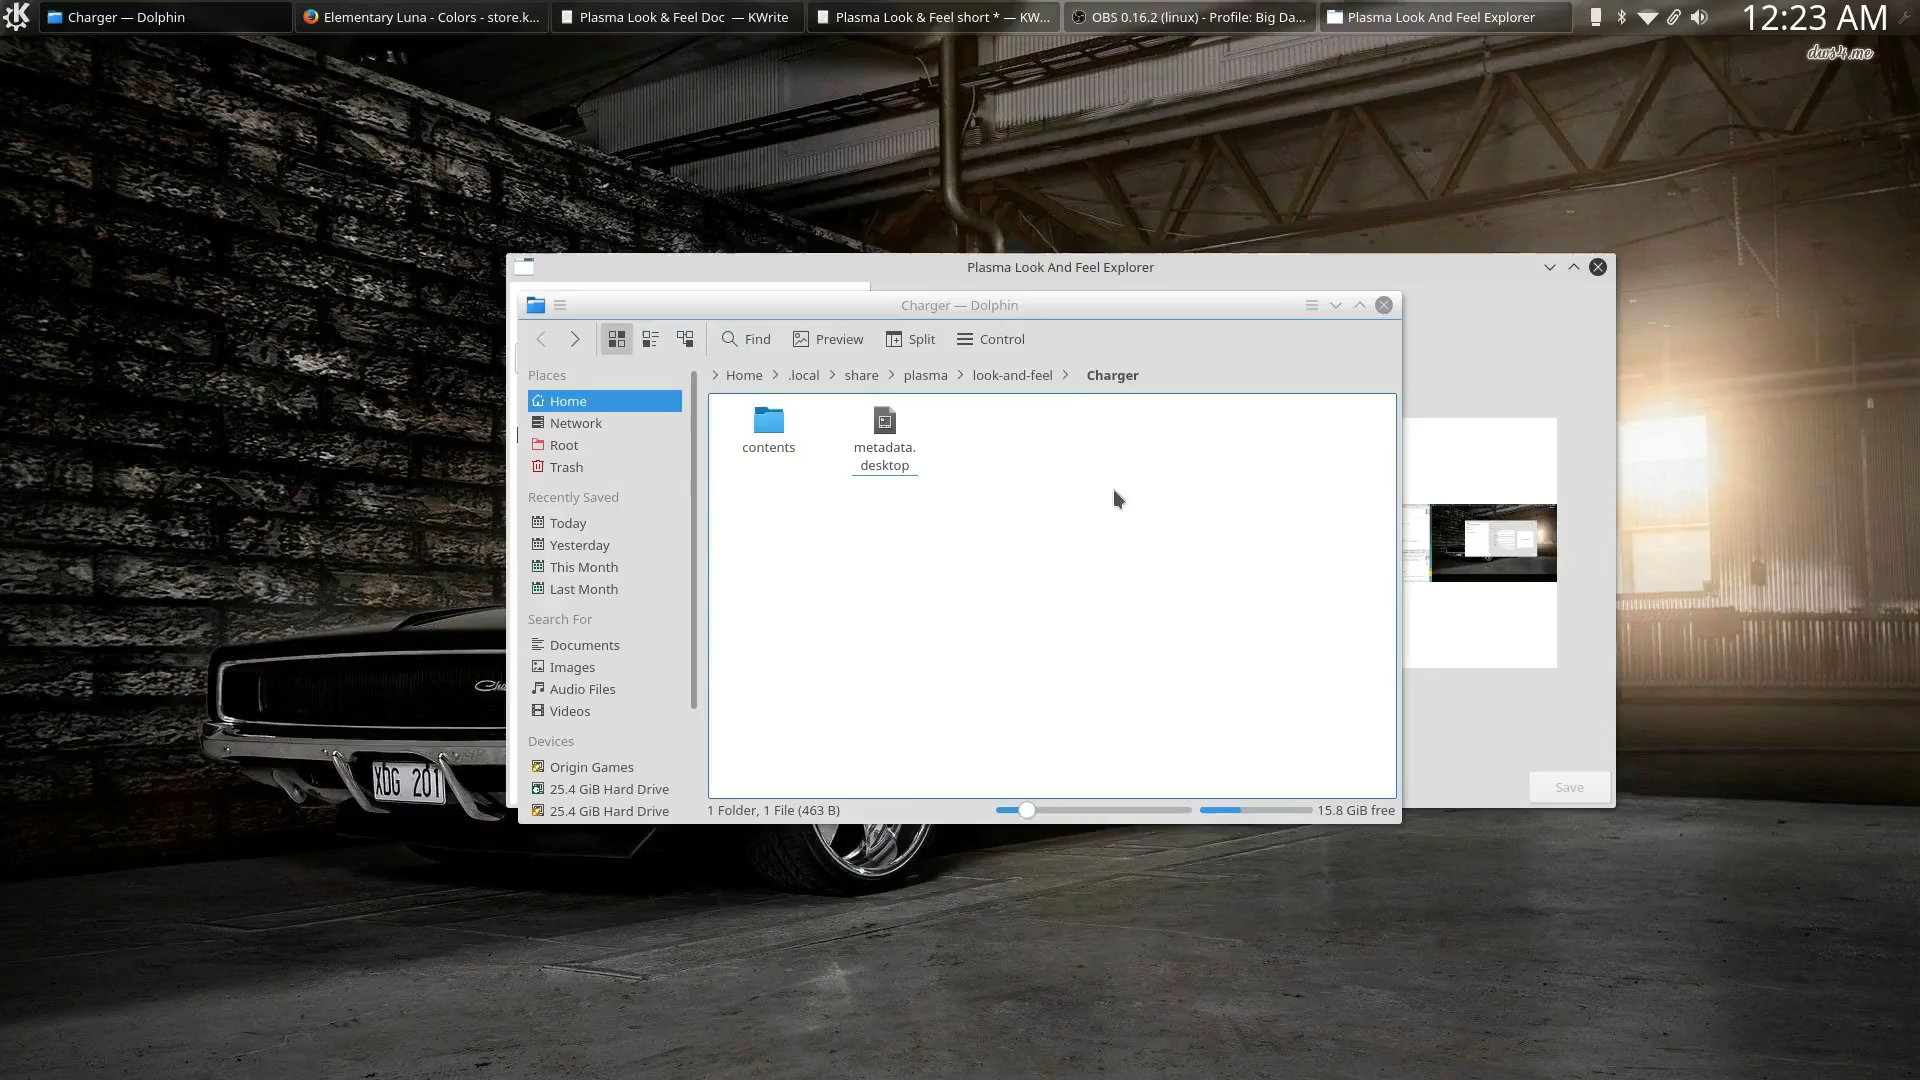 Charger — Dolphin
Elementary Luna - Colors - store.k...
Plasma Look & Feel Doc — KWrite
Plasma Look & Feel short * — KW...
OBS 0.16.2 (linux) - Profile: Big Da...
Plasma Look And Feel Explorer
12:23 AM
dws4.me
Plasma Look And Feel Explorer
Charger — Dolphin
Find
Preview
Split
Control
Home
.local
share
plasma
look-and-feel
Charger
Places
Home
Network
Root
Trash
Recently Saved
Today
Yesterday
This Month
Last Month
Search For
Documents
Images
Audio Files
Videos
Devices
Origin Games
25.4 GiB Hard Drive
25.4 GiB Hard Drive
contents
metadata.
desktop
1 Folder, 1 File (463 B)
15.8 GiB free
Save
XDG 201